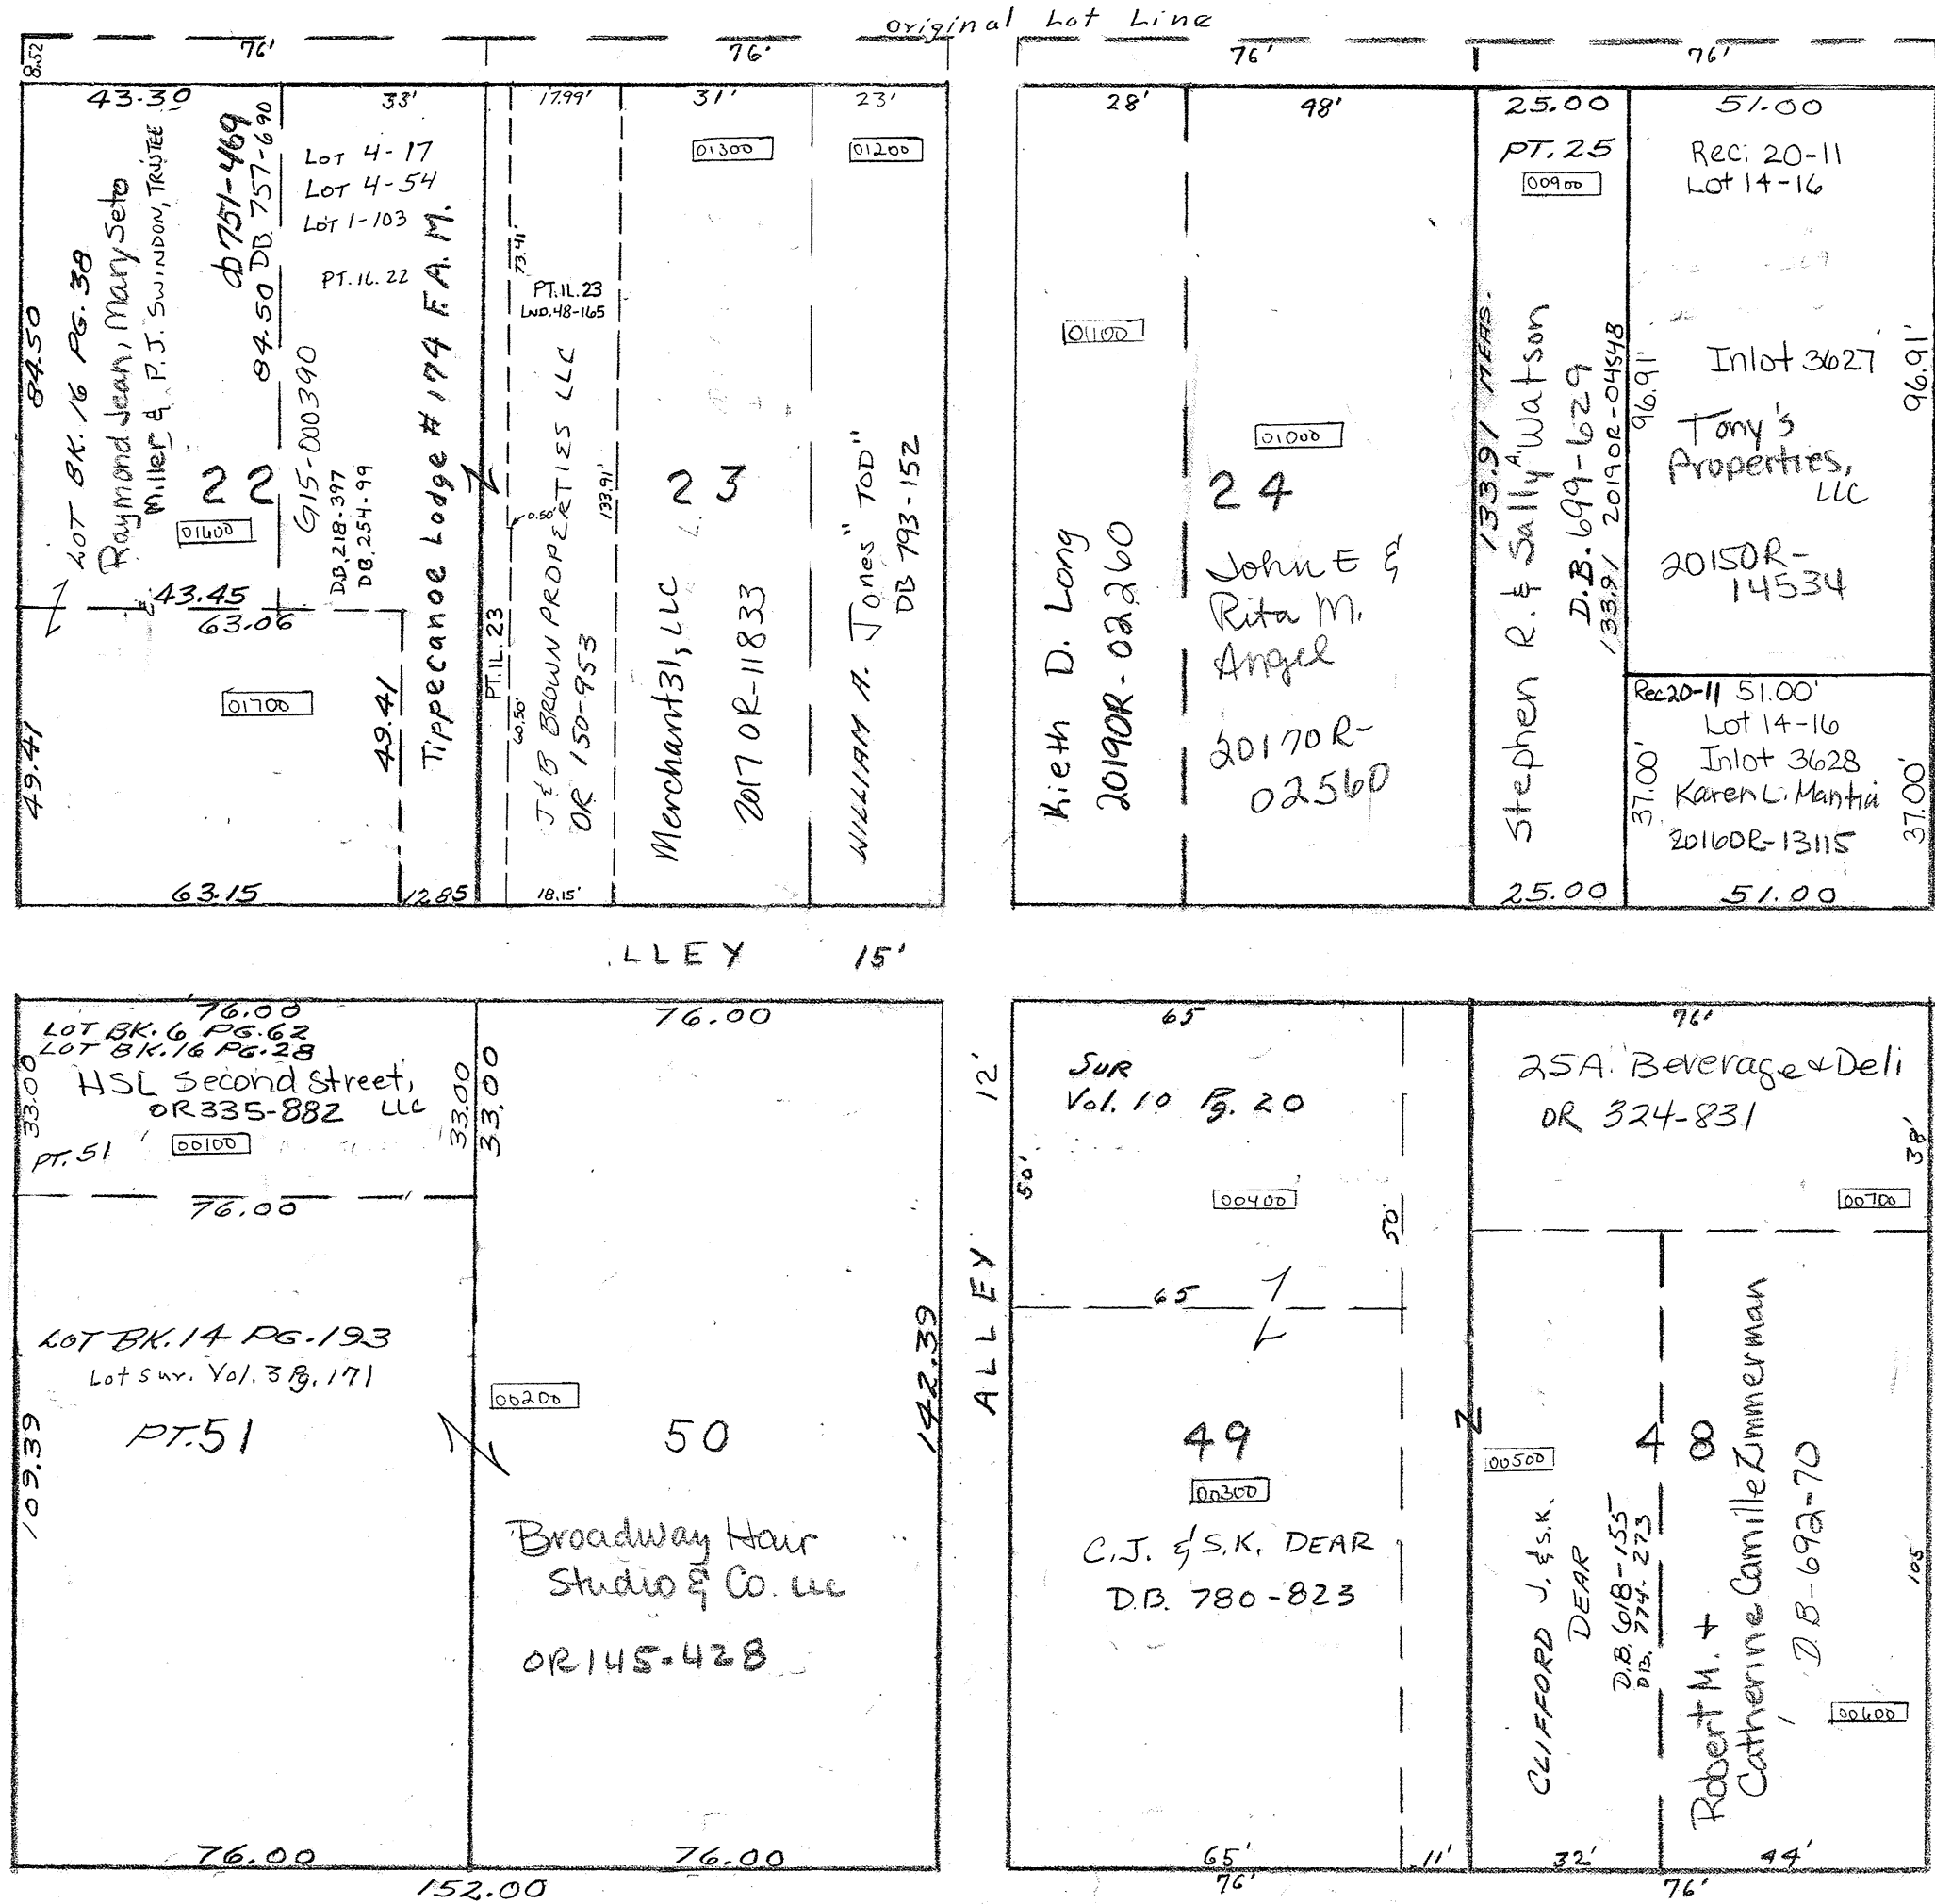 Original Lot Line
8.52
76'
76'
76'
76'
43.30
33'
17.99'
31'
23'
28'
48'
25.00
51.00
84.50
LOT BK. 16 PG. 38
Raymond Jean, Mary Seto
Miller & P.J. SWINDON, TRUSTEE
db 751-469
84.50 DB. 757-690
22
01600
43.45
63.06
LOT 4-17
LOT 4-54
LOT 1-103
PT. IL. 22
G15-000390
DB. 218-397
DB. 254-99
Tippecanoe Lodge #174 F.A.M.
49.41
01700
49.41
63.15
12.85
73.41'
PT. IL. 23
LND. 48-165
0.50'
133.91'
PT. IL. 23
60.50'
J & B BROWN PROPERTIES LLC
OR 150-953
18.15'
01300
23
Merchant31, LLC
2017OR-11833
01200
WILLIAM A. Jones "TOD"
DB 793-152
01100
Kieth D. Long
2019OR-02260
01000
24
John E &
Rita M.
Angel
2017OR-
02560
PT. 25
00900
133.91 MEAS.
Stephen R. & Sally A. Watson
D.B. 699-629
133.91 2019OR-04548
25.00
Rec. 20-11
Lot 14-16
96.91'
Inlot 3627
96.91'
Tony's
Properties,
LLC
2015OR-
14534
Rec 20-11 51.00'
Lot 14-16
Inlot 3628
Karen L. Mantia
2016OR-13115
37.00'
37.00'
51.00
.LLEY 15'
76.00
LOT BK. 6 PG. 62
LOT BK. 16 PG. 28
HSL Second Street,
OR 335-882 LLC
33.00
33.00
33.00
PT. 51
00100
76.00
LOT BK. 14 PG. 193
Lot Sur. Vol. 3 Pg. 171
PT. 51
109.39
76.00
76.00
00200
50
142.39
Broadway Hair
Studio & Co. LLC
OR 145-428
76.00
152.00
ALLEY 12'
65
SUR
Vol. 10 Pg. 20
50'
00400
50'
65
49
00300
C.J. & S.K. DEAR
D.B. 780-823
65'
11'
76'
76'
25A. Beverage & Deli
OR 324-831
38'
00700
48
00500
CLIFFORD J. & S.K.
DEAR
D.B. 618-155
D.B. 774-273
Robert M. +
Catherine Camille Zimmerman
D.B-692-70
105'
00600
32'
44'
76'